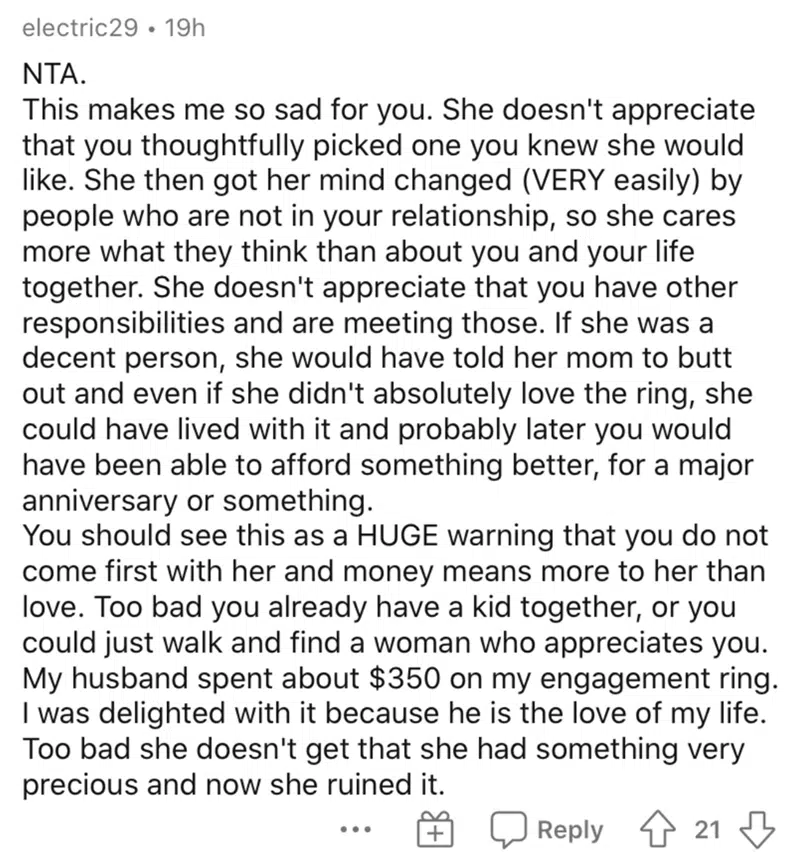 electric29 • 19h
NTA.
This makes me so sad for you. She doesn't appreciate
that you thoughtfully picked one you knew she would
like. She then got her mind changed (VERY easily) by
people who are not in your relationship, so she cares
more what they think than about you and your life
together. She doesn't appreciate that you have other
responsibilities and are meeting those. If she was a
decent person, she would have told her mom to butt
out and even if she didn't absolutely love the ring, she
could have lived with it and probably later you would
have been able to afford something better, for a major
anniversary or something.
You should see this as a HUGE warning that you do not
come first with her and money means more to her than
love. Too bad you already have a kid together, or you
could just walk and find a woman who appreciates you.
My husband spent about $350 on my engagement ring.
I was delighted with it because he is the love of my life.
Too bad she doesn't get that she had something very
precious and now she ruined it.
Reply 21